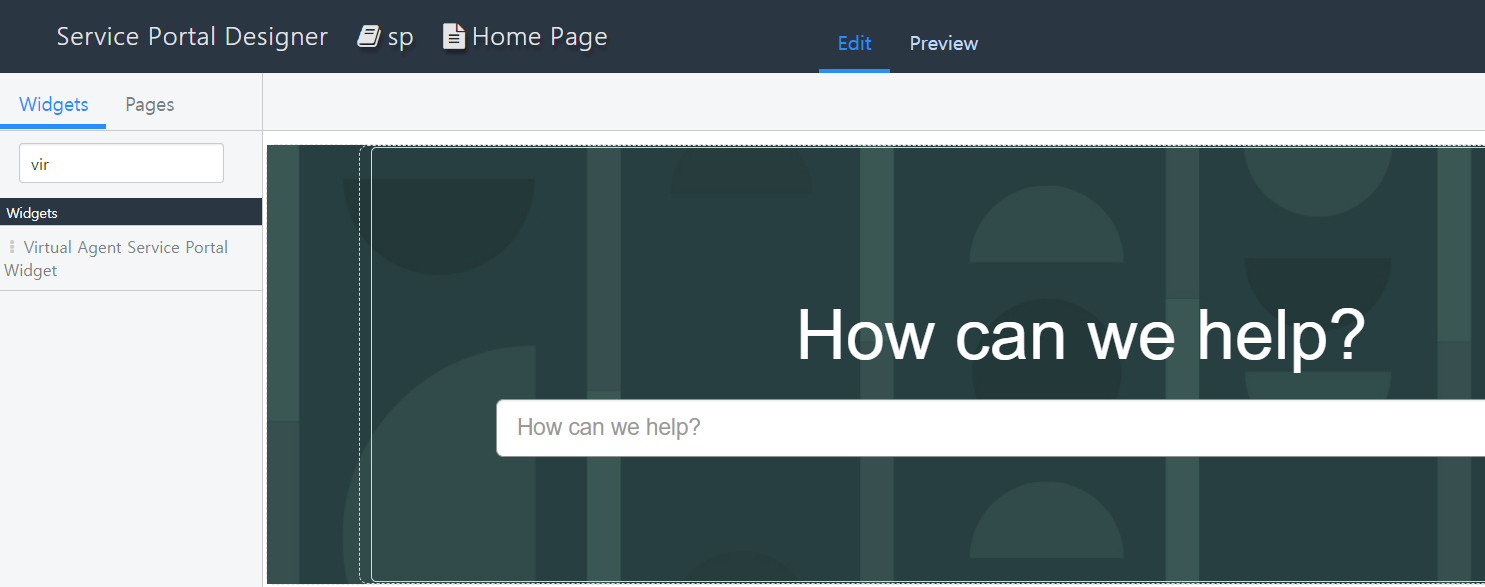 Service Portal Designer sp Home Page
Edit Preview
Widgets Pages
vir
Widgets
Virtual Agent Service Portal
Widget
How can we help?
How can we help?